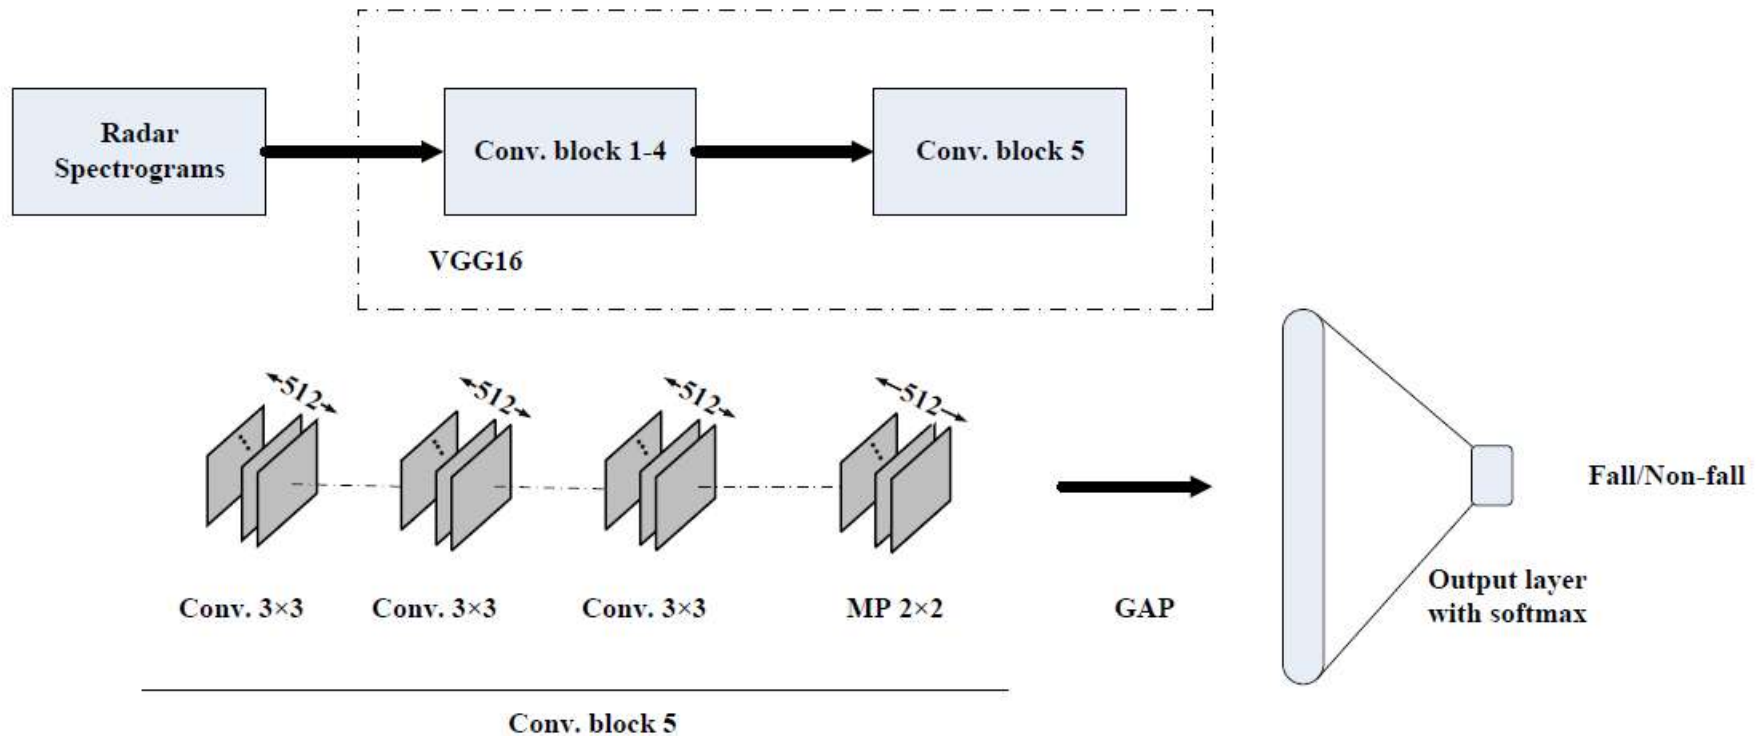 Radar
Spectrograms
Conv. block 1-4
Conv. block 5
VGG16
512
512
512
512
Fall/Non-fall
Output layer
with softmax
Conv. 3×3
Conv. 3×3
Conv. 3×3
MP 2×2
GAP
Conv. block 5